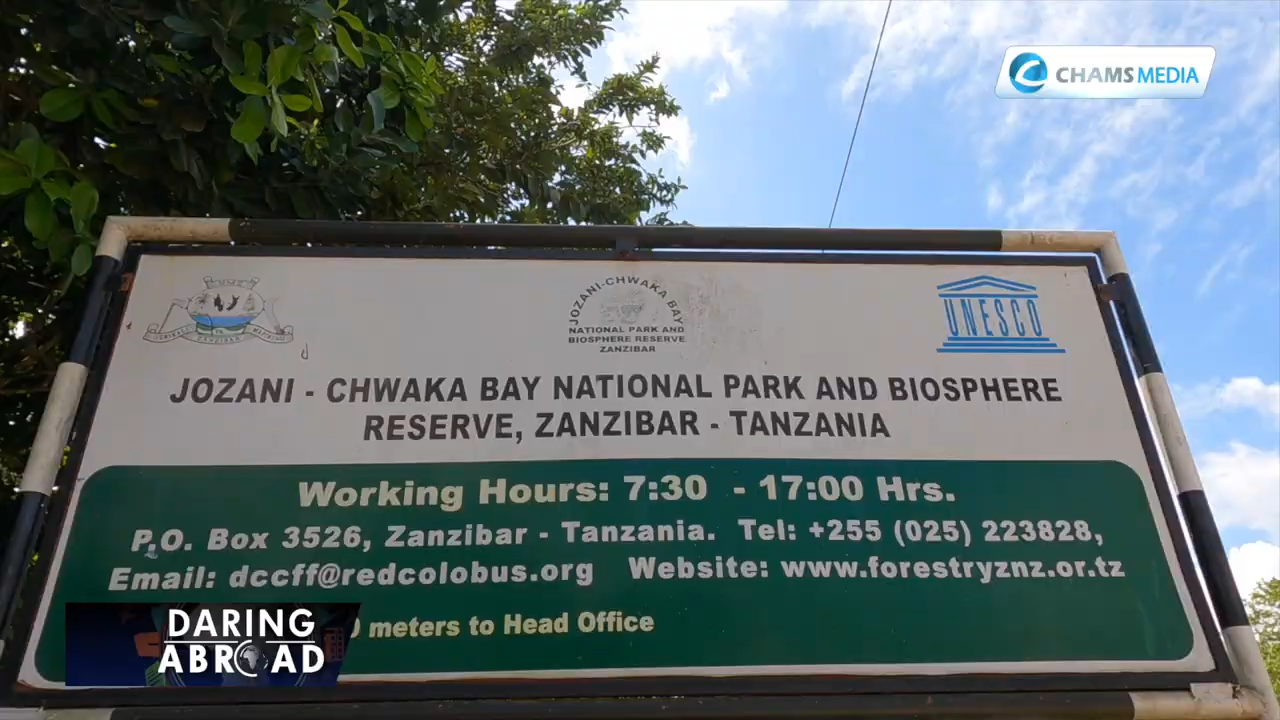 CHAMS MEDIA
JOZANI-CHWAKA BAY
NATIONAL PARK AND
BIOSPHERE RESERVE
ZANZIBAR
UNESCO
ZANZIBAR
JOZANI - CHWAKA BAY NATIONAL PARK AND BIOSPHERE
RESERVE, ZANZIBAR - TANZANIA
Working Hours: 7:30 - 17:00 Hrs.
P.O. Box 3526, Zanzibar - Tanzania. Tel: +255 (025) 223828,
Email: dccff@redcolobus.org Website: www.forestryznz.or.tz
meters to Head Office
DARING
ABROAD